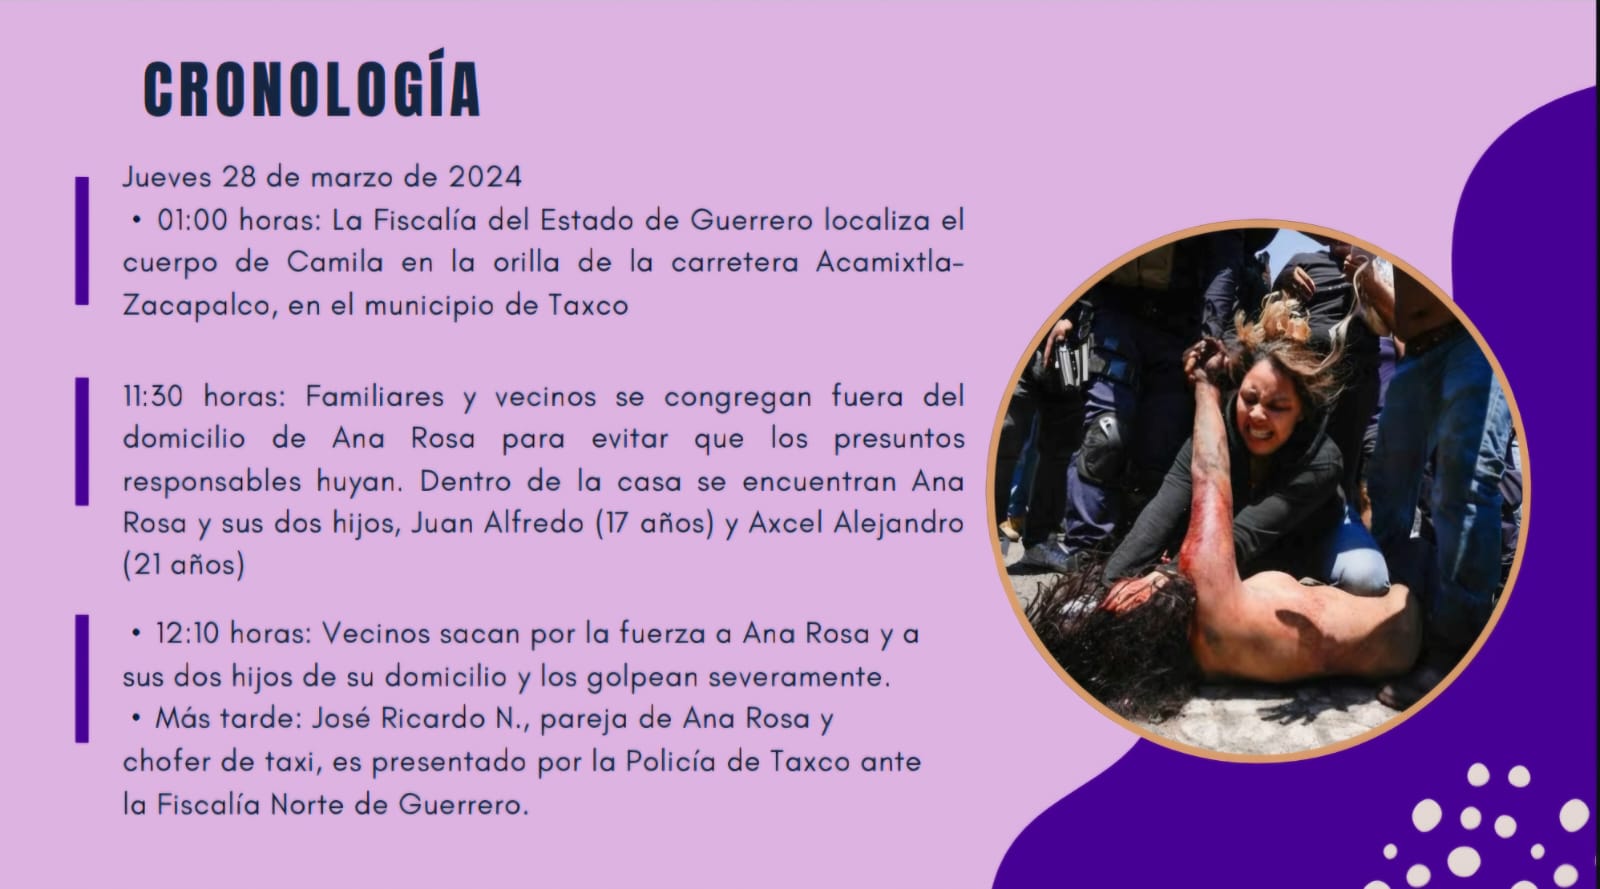 CRONOLOGÍA
Jueves 28 de marzo de 2024
• 01:00 horas: La Fiscalía del Estado de Guerrero localiza el
cuerpo de Camila en la orilla de la carretera Acamixtla-
Zacapalco, en el municipio de Taxco
11:30 horas: Familiares y vecinos se congregan fuera del
domicilio de Ana Rosa para evitar que los presuntos
responsables huyan. Dentro de la casa se encuentran Ana
Rosa y sus dos hijos, Juan Alfredo (17 años) y Axcel Alejandro
(21 años)
• 12:10 horas: Vecinos sacan por la fuerza a Ana Rosa y a
sus dos hijos de su domicilio y los golpean severamente.
• Más tarde: José Ricardo N., pareja de Ana Rosa y
chofer de taxi, es presentado por la Policía de Taxco ante
la Fiscalía Norte de Guerrero.